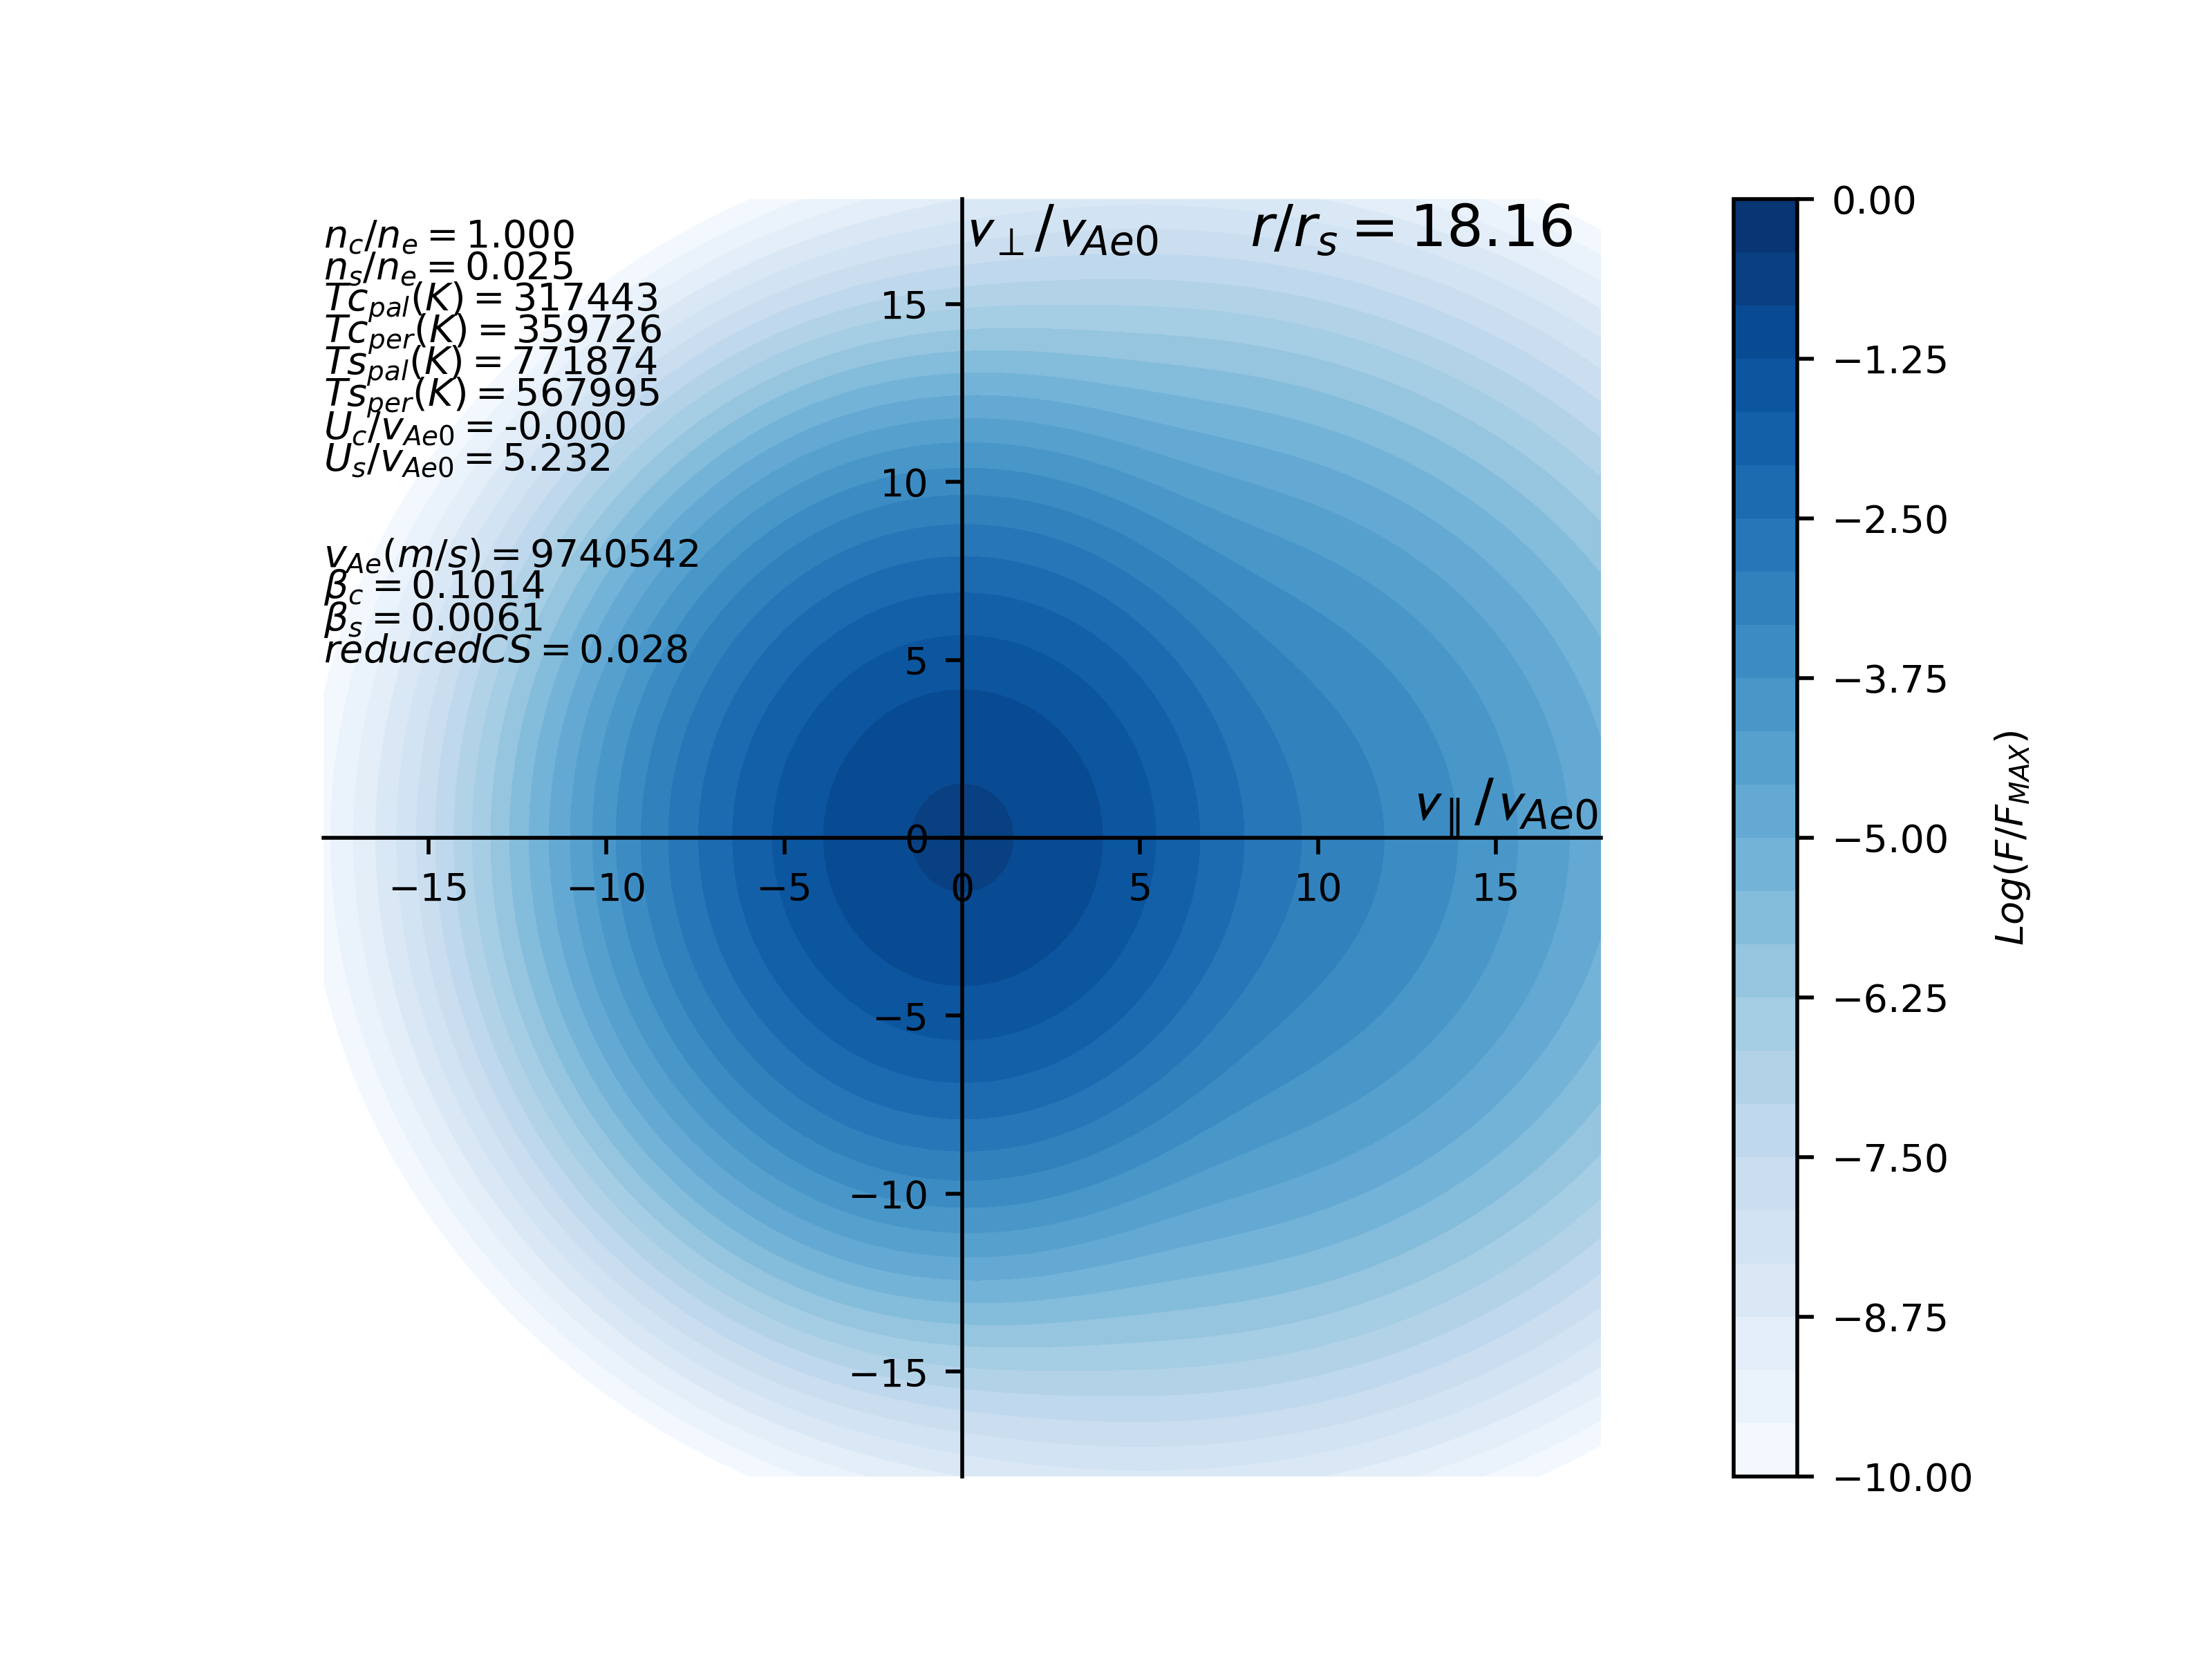 n_c/n_e = 1.000
n_s/n_e = 0.025
Tc_pal(K) = 317443
Tc_per(K) = 359726
Ts_pal(K) = 771874
Ts_per(K) = 567995
U_c/v_Ae0 = -0.000
U_s/v_Ae0 = 5.232
v_Ae(m/s) = 9740542
β_c = 0.1014
β_s = 0.0061
reducedCS = 0.028
v_⊥/v_Ae0
r/r_s = 18.16
15
10
5
0
−5
−10
−15
v_∥/v_Ae0
−15 −10 −5 0 5 10 15
0.00
−1.25
−2.50
−3.75
−5.00
−6.25
−7.50
−8.75
−10.00
Log(F/F_MAX)